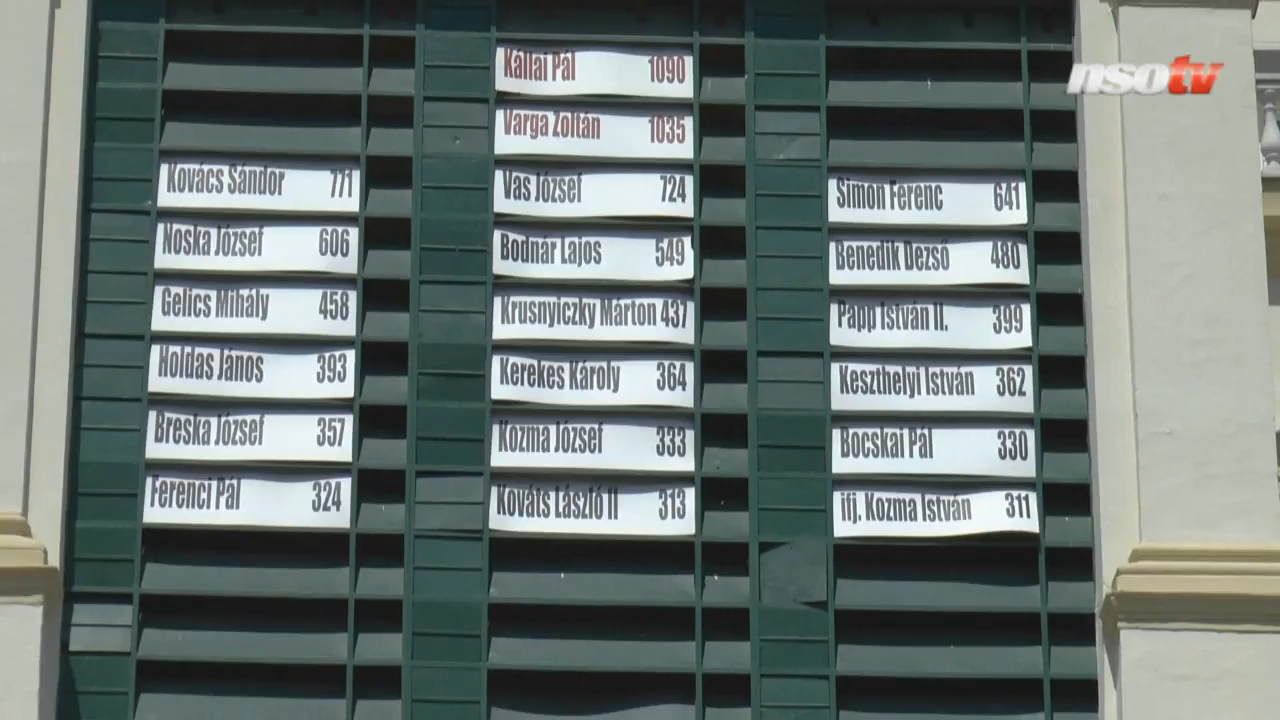 nsotv
Kállai Pál 1090
Varga Zoltán 1035
Kovács Sándor 771
Vas József 724
Simon Ferenc 641
Noska József 606
Bodnár Lajos 549
Benedik Dezső 480
Gelics Mihály 458
Krusnyiczky Márton 437
Papp István II. 399
Holdas János 393
Kerekes Károly 364
Keszthelyi István 362
Breska József 357
Kozma József 333
Bocskai Pál 330
Ferenci Pál 324
Kováts László II 313
ifj. Kozma István 311